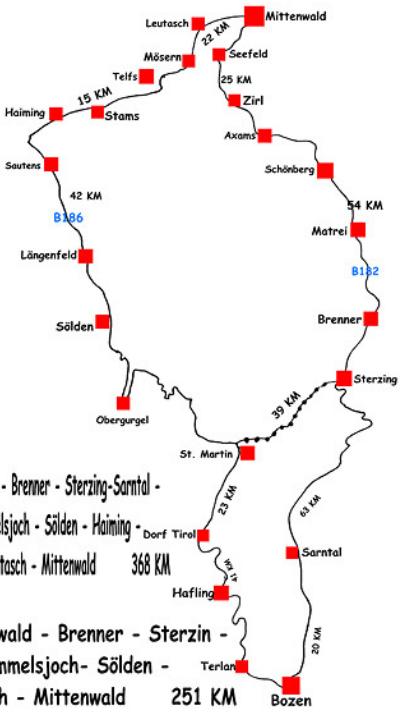 Leutasch
Mittenwald
22 KM
Mösern
Seefeld
Telfs
25 KM
15 KM
Zirl
Haiming
Stams
Axams
Sautens
Schönberg
42 KM
54 KM
B186
Matrei
Längenfeld
B182
Sölden
Brenner
Sterzing
Obergurgel
39 KM
St. Martin
- Brenner - Sterzing-Sarntal -
23 KM
63 KM
lsjoch - Sölden - Haiming -
Dorf Tirol
Sarntal
tasch - Mittenwald 368 KM
41 KM
Hafling
wald - Brenner - Sterzin -
20 KM
mmelsjoch- Sölden -
Terlan
h - Mittenwald 251 KM
Bozen